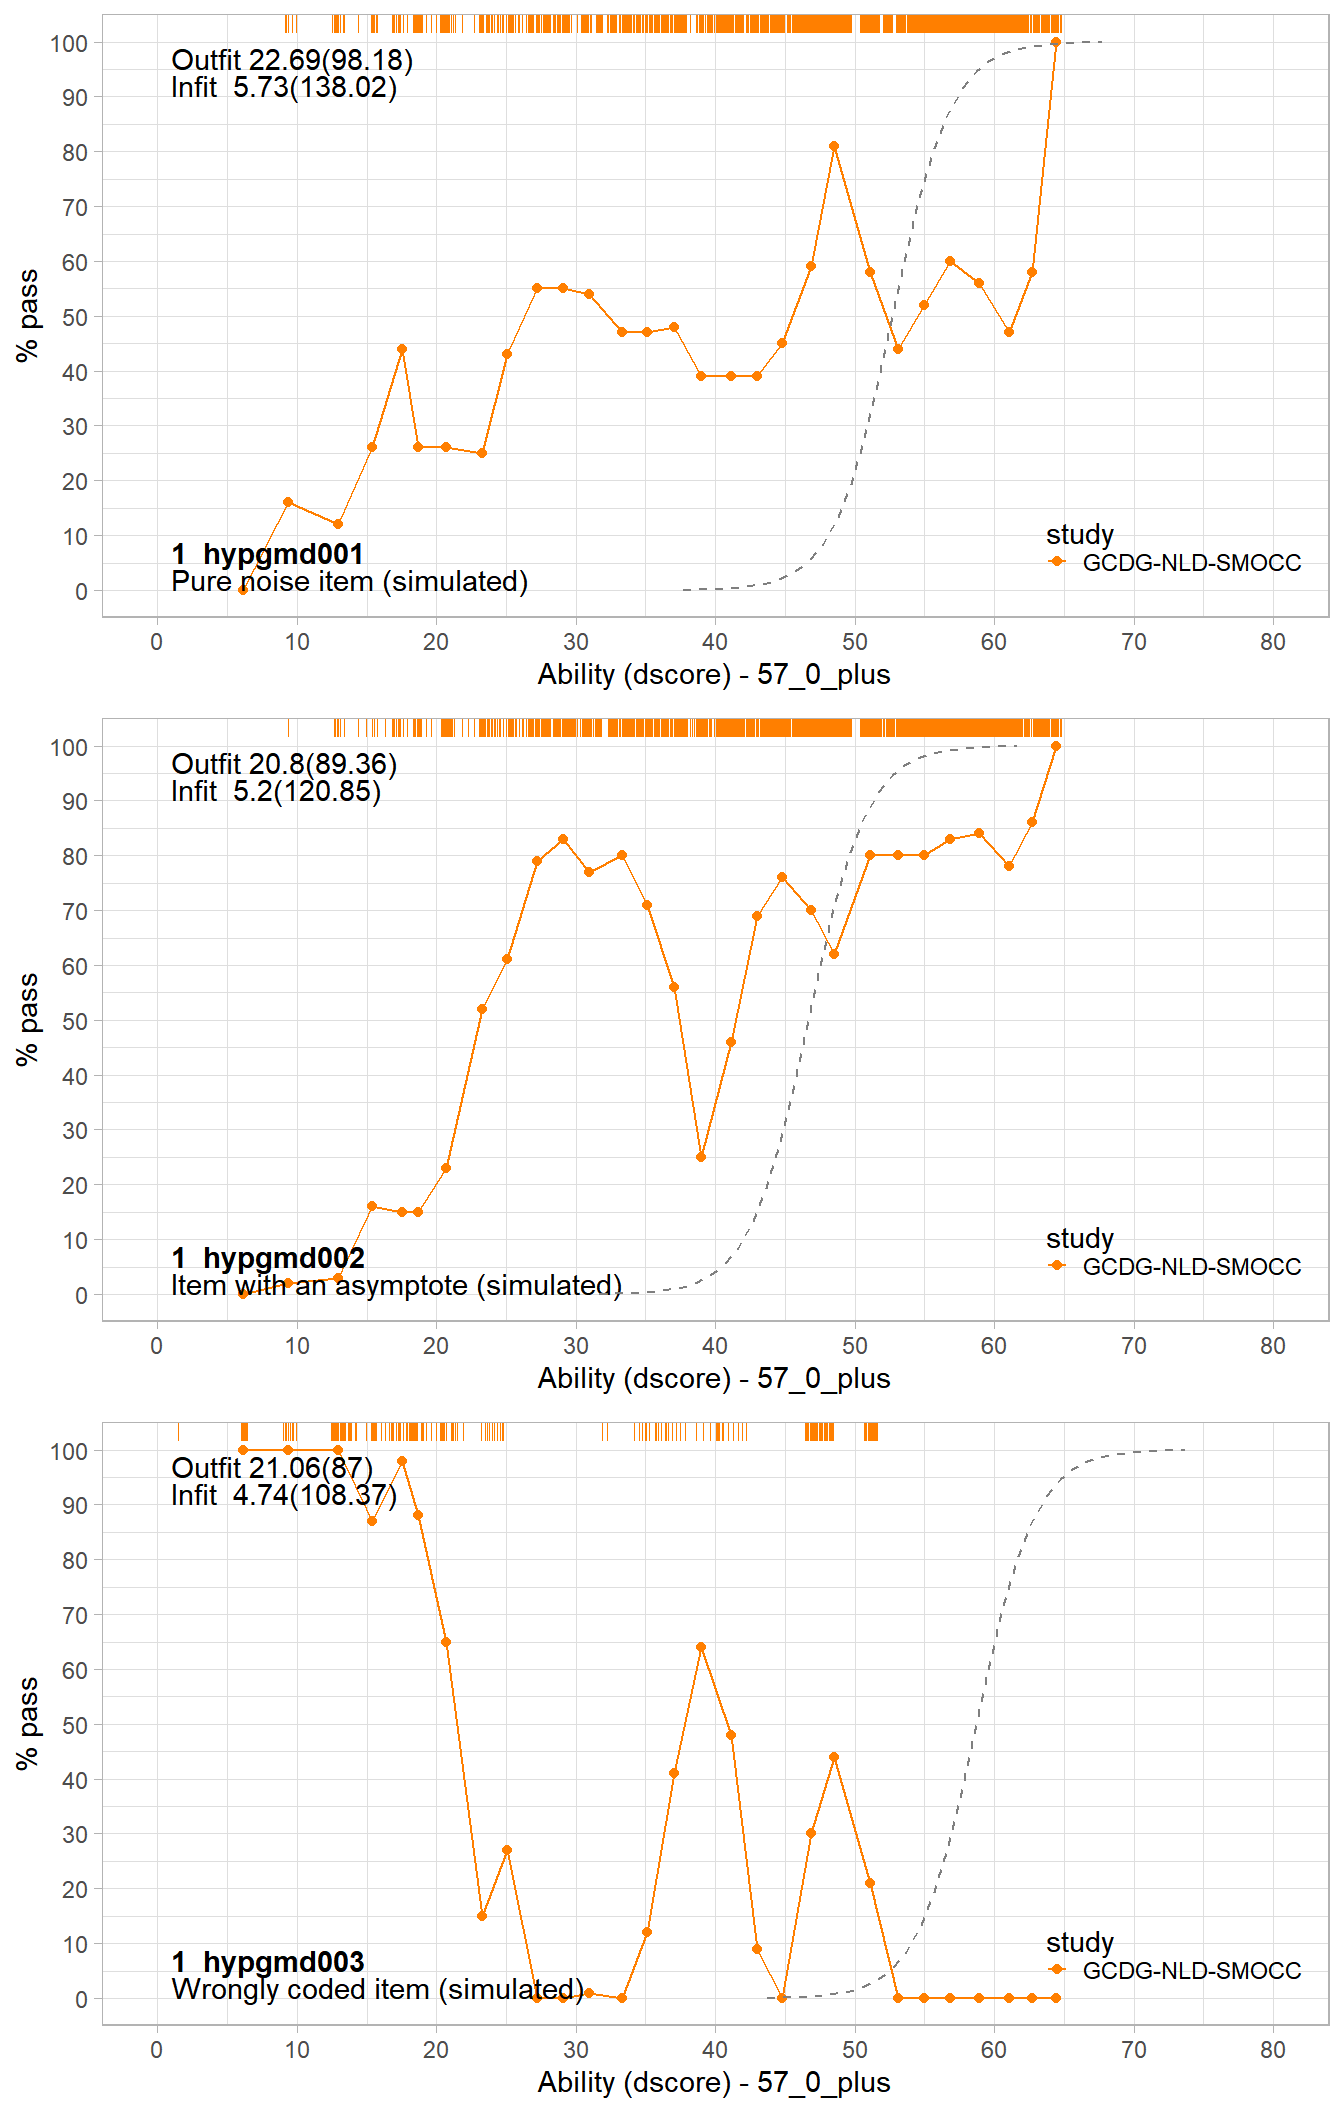 100
90
80
70
60
50
40
30
20
10
0
% pass
Outfit 22.69(98.18)
Infit  5.73(138.02)
1  hypgmd001
Pure noise item (simulated)
study
GCDG-NLD-SMOCC
0 10 20 30 40 50 60 70 80
Ability (dscore) - 57_0_plus
100
90
80
70
60
50
40
30
20
10
0
% pass
Outfit 20.8(89.36)
Infit  5.2(120.85)
1  hypgmd002
Item with an asymptote (simulated)
study
GCDG-NLD-SMOCC
0 10 20 30 40 50 60 70 80
Ability (dscore) - 57_0_plus
100
90
80
70
60
50
40
30
20
10
0
% pass
Outfit 21.06(87)
Infit  4.74(108.37)
1  hypgmd003
Wrongly coded item (simulated)
study
GCDG-NLD-SMOCC
0 10 20 30 40 50 60 70 80
Ability (dscore) - 57_0_plus